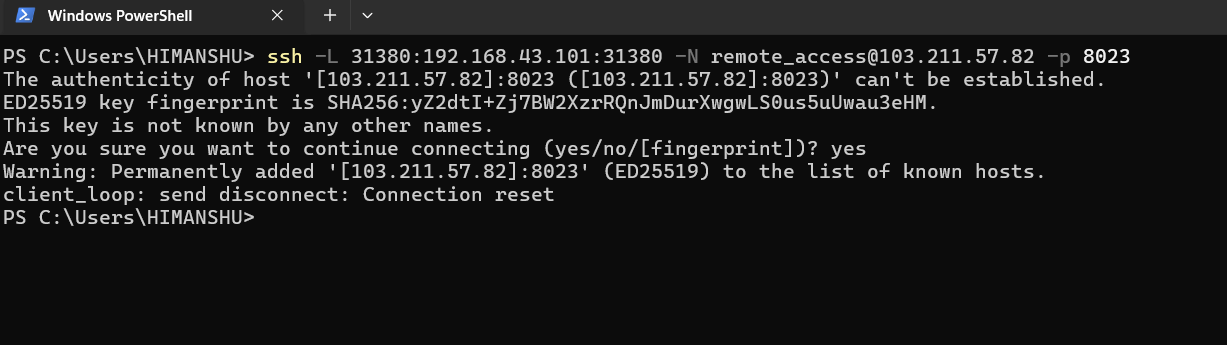 Windows PowerShell
PS C:\Users\HIMANSHU> ssh -L 31380:192.168.43.101:31380 -N remote_access@103.211.57.82 -p 8023
The authenticity of host '[103.211.57.82]:8023 ([103.211.57.82]:8023)' can't be established.
ED25519 key fingerprint is SHA256:yZ2dtI+Zj7BW2XzrRQnJmDurXwgwLS0us5uUwau3eHM.
This key is not known by any other names.
Are you sure you want to continue connecting (yes/no/[fingerprint])? yes
Warning: Permanently added '[103.211.57.82]:8023' (ED25519) to the list of known hosts.
client_loop: send disconnect: Connection reset
PS C:\Users\HIMANSHU>